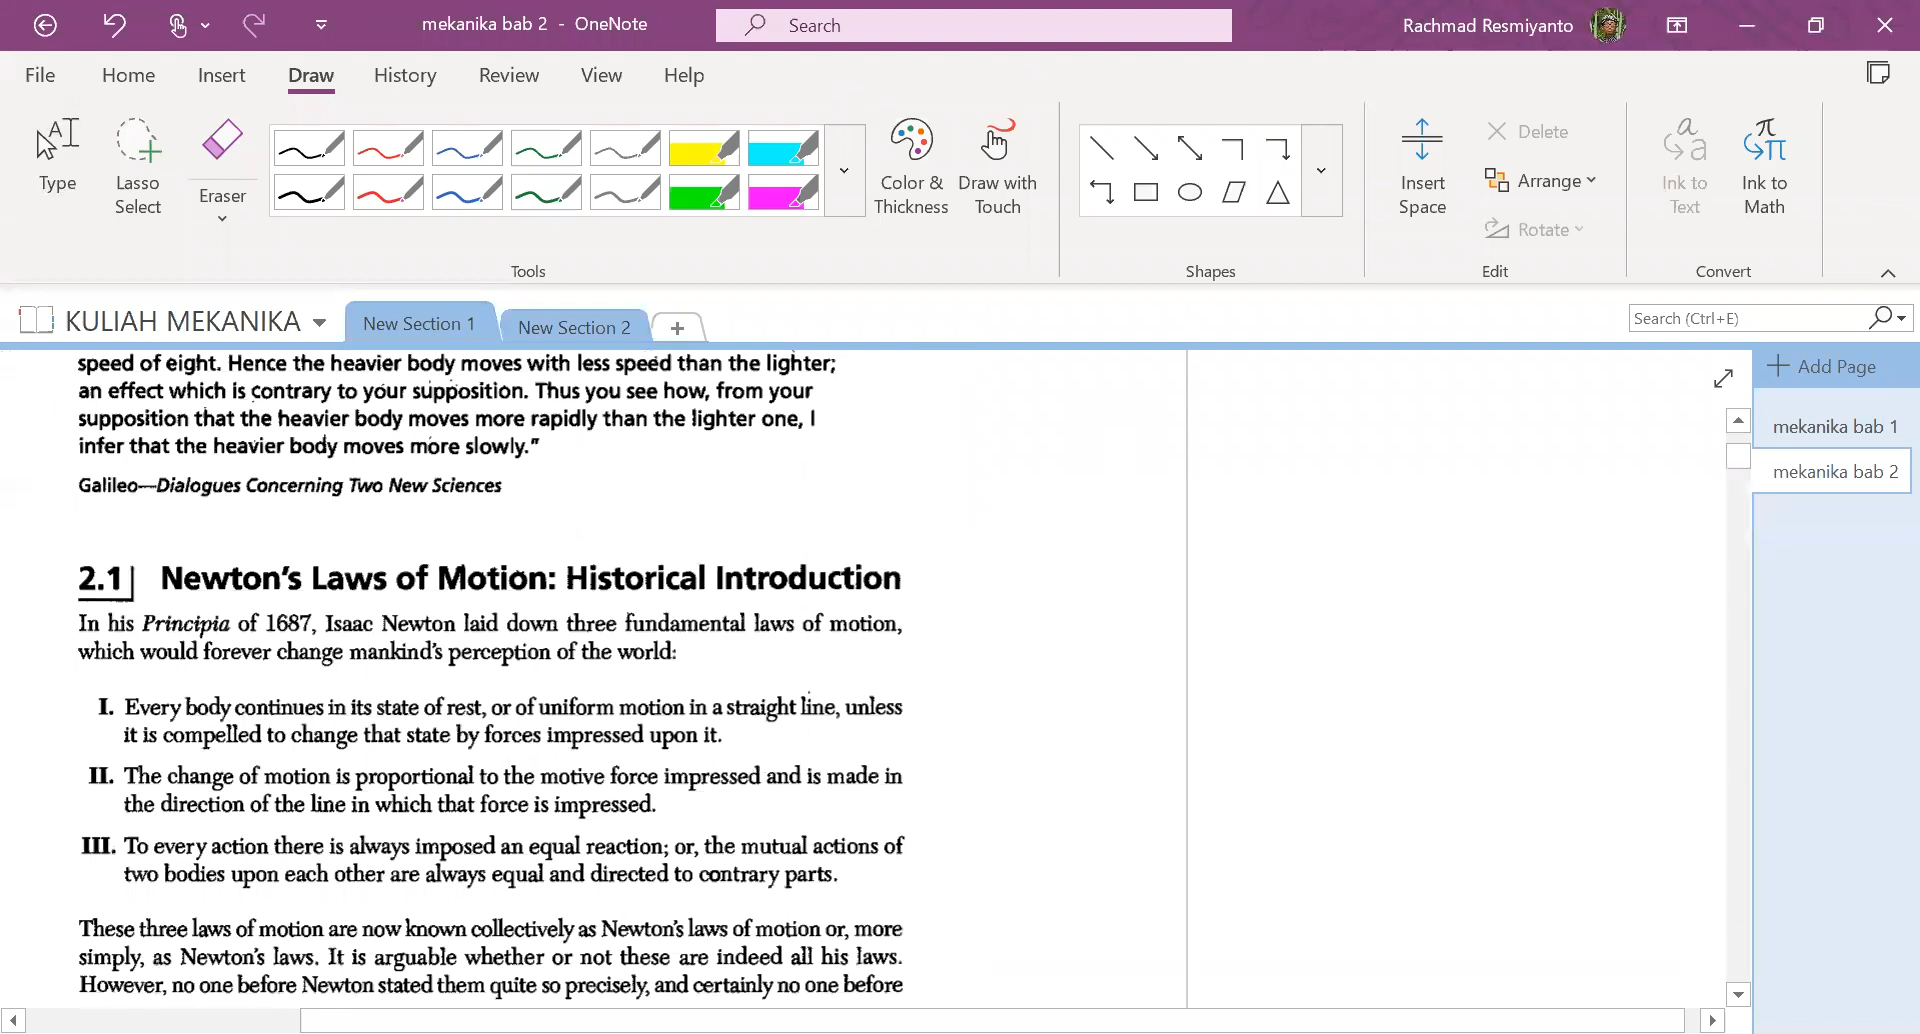 mekanika bab 2 - OneNote
Search
Rachmad Resmiyanto
File
Home
Insert
Draw
History
Review
View
Help
Type
Lasso
Select
Eraser
Color &
Thickness
Draw with
Touch
Insert
Space
Delete
Arrange
Rotate
Ink to
Text
Ink to
Math
Tools
Shapes
Edit
Convert
KULIAH MEKANIKA
New Section 1
New Section 2
Search (Ctrl+E)
Add Page
mekanika bab 1
mekanika bab 2
speed of eight. Hence the heavier body moves with less speed than the lighter;
an effect which is contrary to your supposition. Thus you see how, from your
supposition that the heavier body moves more rapidly than the lighter one, I
infer that the heavier body moves more slowly."
Galileo—Dialogues Concerning Two New Sciences
2.1 Newton's Laws of Motion: Historical Introduction
In his Principia of 1687, Isaac Newton laid down three fundamental laws of motion,
which would forever change mankind's perception of the world:
I. Every body continues in its state of rest, or of uniform motion in a straight line, unless
it is compelled to change that state by forces impressed upon it.
II. The change of motion is proportional to the motive force impressed and is made in
the direction of the line in which that force is impressed.
III. To every action there is always imposed an equal reaction; or, the mutual actions of
two bodies upon each other are always equal and directed to contrary parts.
These three laws of motion are now known collectively as Newton's laws of motion or, more
simply, as Newton's laws. It is arguable whether or not these are indeed all his laws.
However, no one before Newton stated them quite so precisely, and certainly no one before